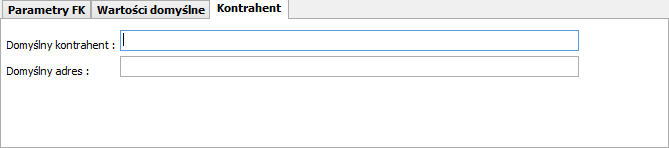 Parametry FK Wartości domyślne Kontrahent
Domyślny kontrahent :
Domyślny adres :